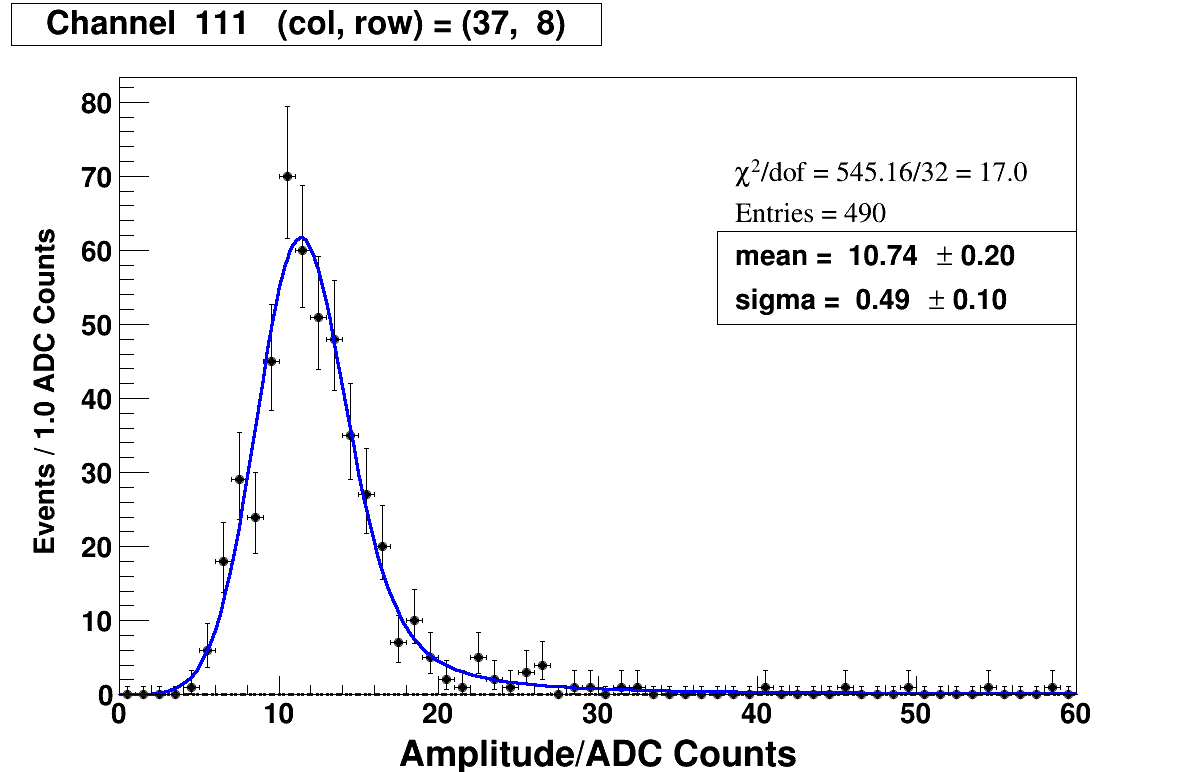 Channel 111 (col, row) = (37, 8)
χ²/dof = 545.16/32 = 17.0
Entries = 490
mean = 10.74 ± 0.20
sigma = 0.49 ± 0.10
Events / 1.0 ADC Counts
80
70
60
50
40
30
20
10
0
0 10 20 30 40 50 60
Amplitude/ADC Counts